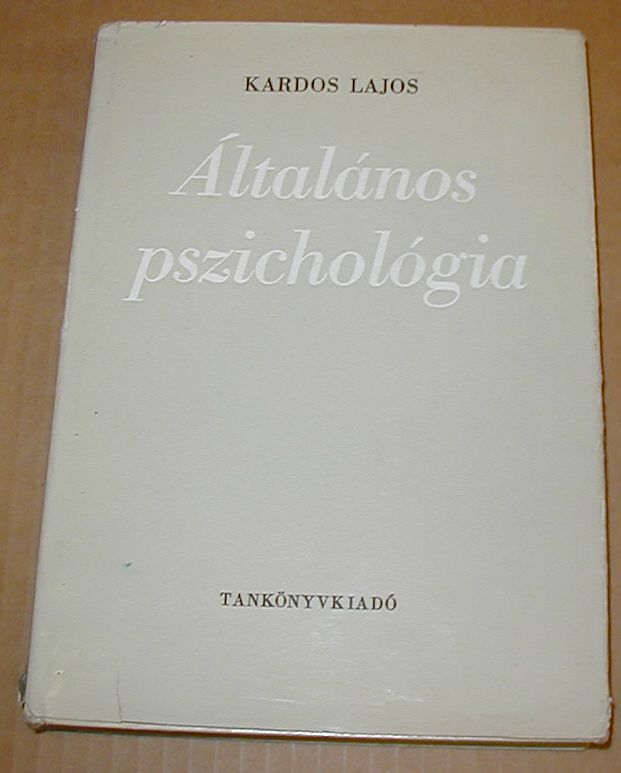 KARDOS LAJOS
Általános
pszichológia
TANKÖNYVKIADÓ